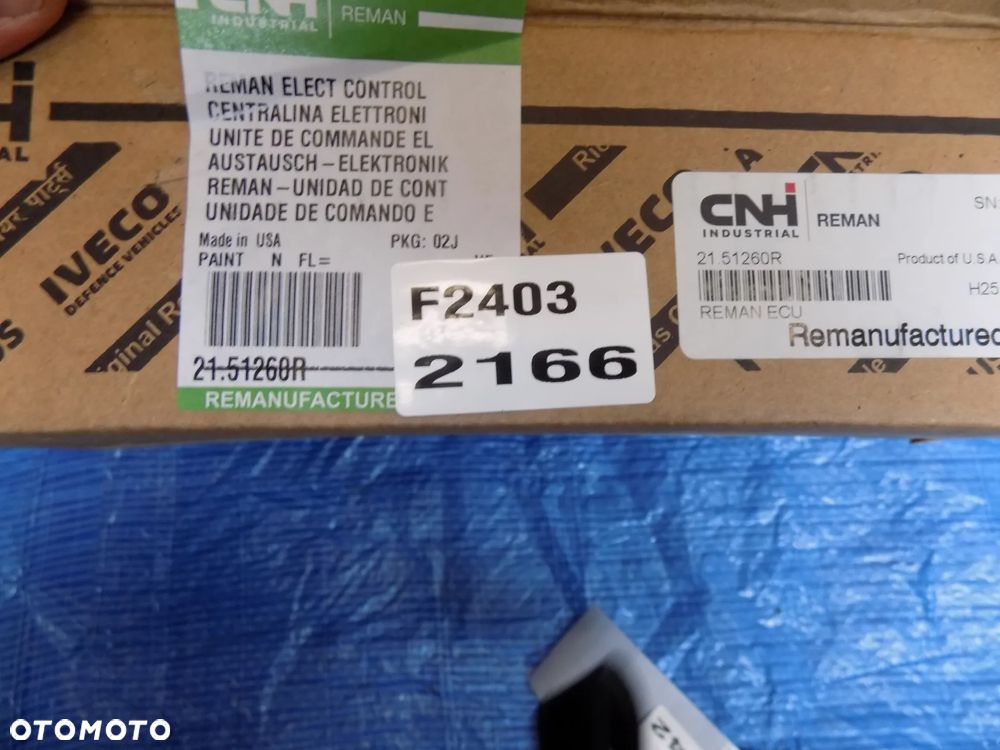 CNH
INDUSTRIAL
REMAN
REMAN ELECT CONTROL
CENTRALINA ELETTRONI
UNITE DE COMMANDE EL
AUSTAUSCH-ELEKTRONIK
REMAN-UNIDAD DE CONT
UNIDADE DE COMANDO E
Made in USA PKG: 02J
PAINT N FL=
21.51260R
REMANUFACTURE
F2403
2166
CNH
INDUSTRIAL
REMAN
SN:
21.51260R
Product of U.S.A
H25
REMAN ECU
Remanufactured
IVECO
DEFENCE VEHICLES
पार्ट्स
OTOMOTO